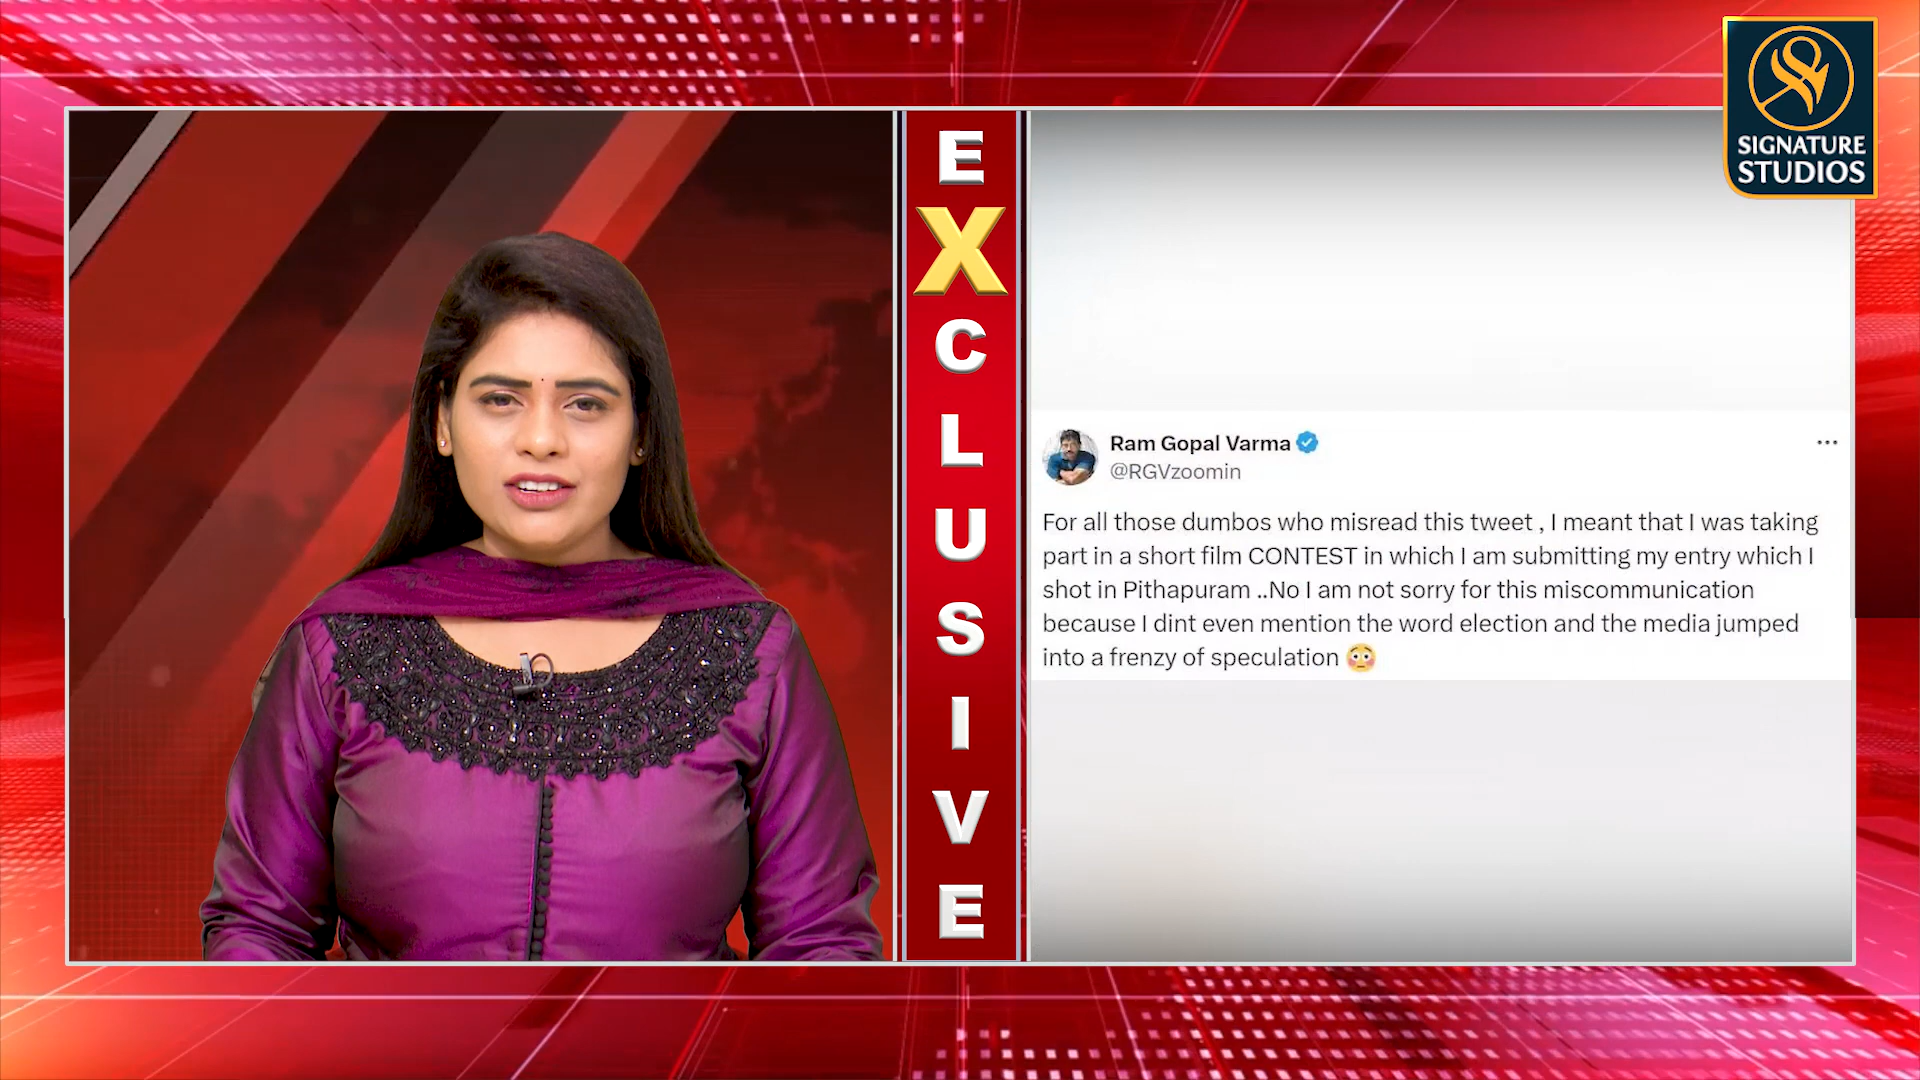 SIGNATURE
STUDIOS
EXCLUSIVE
Ram Gopal Varma
@RGVzoomin
For all those dumbos who misread this tweet , I meant that I was taking
part in a short film CONTEST in which I am submitting my entry which I
shot in Pithapuram ..No I am not sorry for this miscommunication
because I dint even mention the word election and the media jumped
into a frenzy of speculation 😳